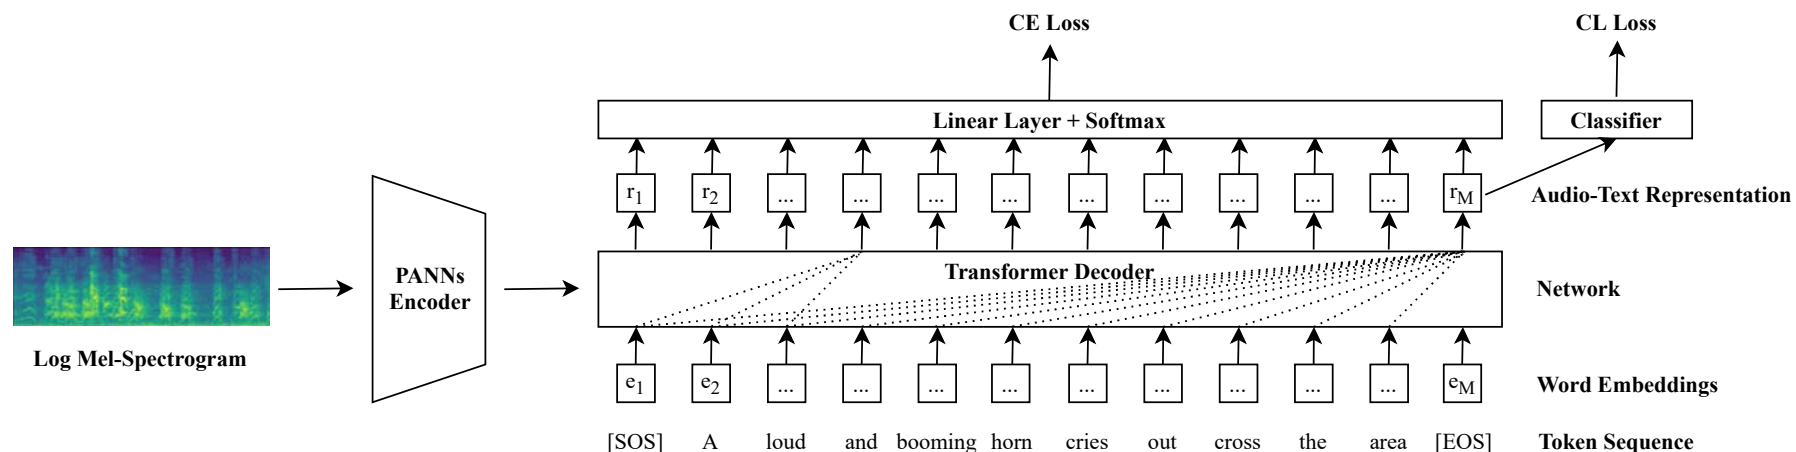 CE Loss
CL Loss
Linear Layer + Softmax
Classifier
r1 r2 ... ... ... ... ... ... ... ... ... rM
Audio-Text Representation
PANNs
Encoder
Transformer Decoder
Network
Log Mel-Spectrogram
e1 e2 ... ... ... ... ... ... ... ... ... eM
Word Embeddings
[SOS] A loud and booming horn cries out cross the area [EOS]
Token Sequence